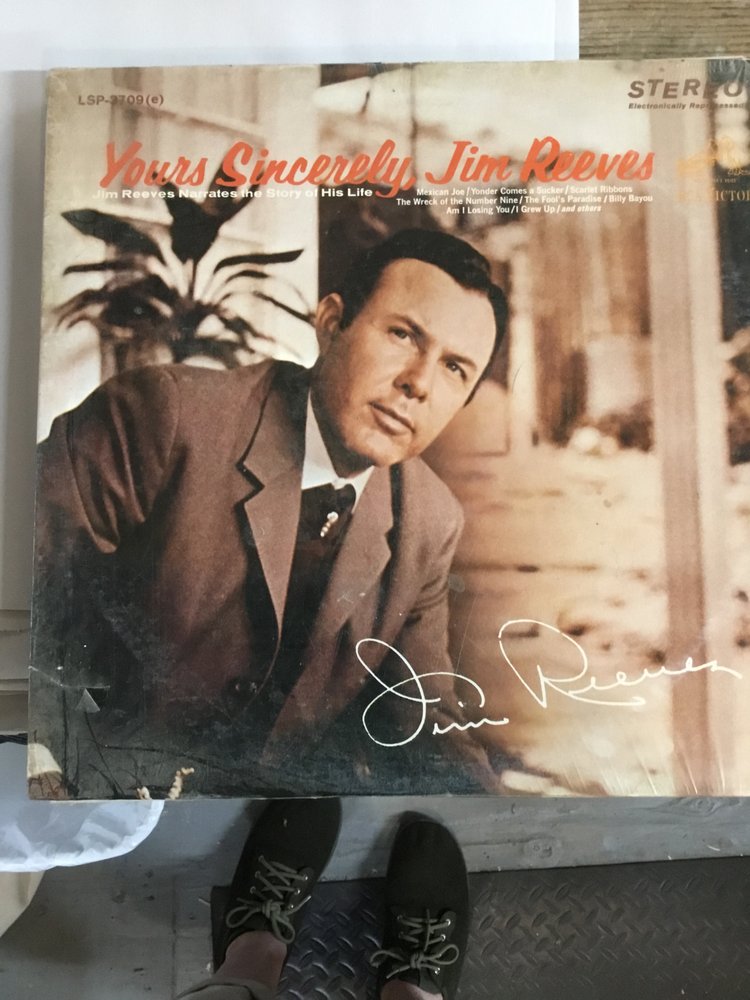 LSP-3709(e)
STEREO
Electronically Reprocessed
Yours Sincerely, Jim Reeves
Jim Reeves Narrates the Story of His Life
Mexican Joe / Yonder Comes a Sucker / Scarlet Ribbons
The Wreck of the Number Nine / The Fool's Paradise / Billy Bayou
Am I Losing You / I Grew Up / and others
VICTOR
Jim Reeves